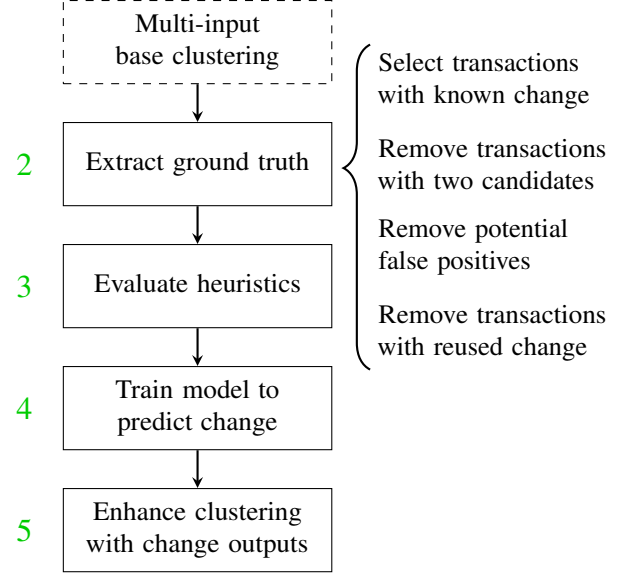 Multi-input
base clustering
2
Extract ground truth
Select transactions
with known change
Remove transactions
with two candidates
Remove potential
false positives
Remove transactions
with reused change
3
Evaluate heuristics
4
Train model to
predict change
5
Enhance clustering
with change outputs